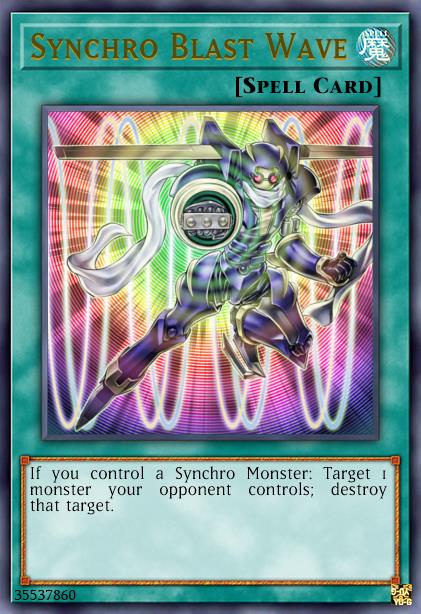 Synchro Blast Wave 魔
[Spell Card]
If you control a Synchro Monster: Target 1
monster your opponent controls; destroy
that target.
35537860